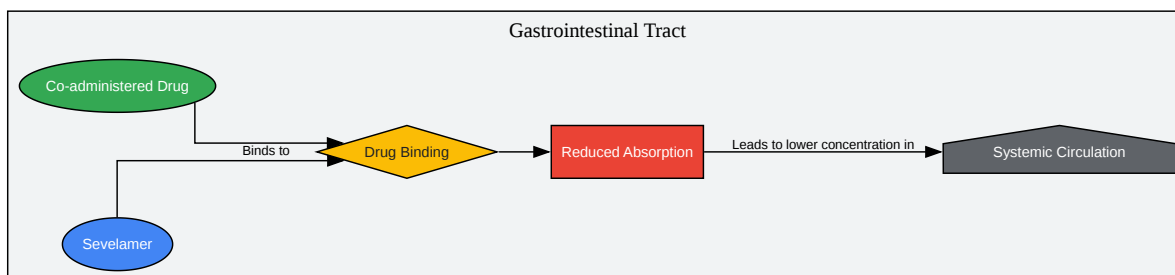 Gastrointestinal Tract
Co-administered Drug
Binds to
Drug Binding
Reduced Absorption
Leads to lower concentration in
Systemic Circulation
Sevelamer